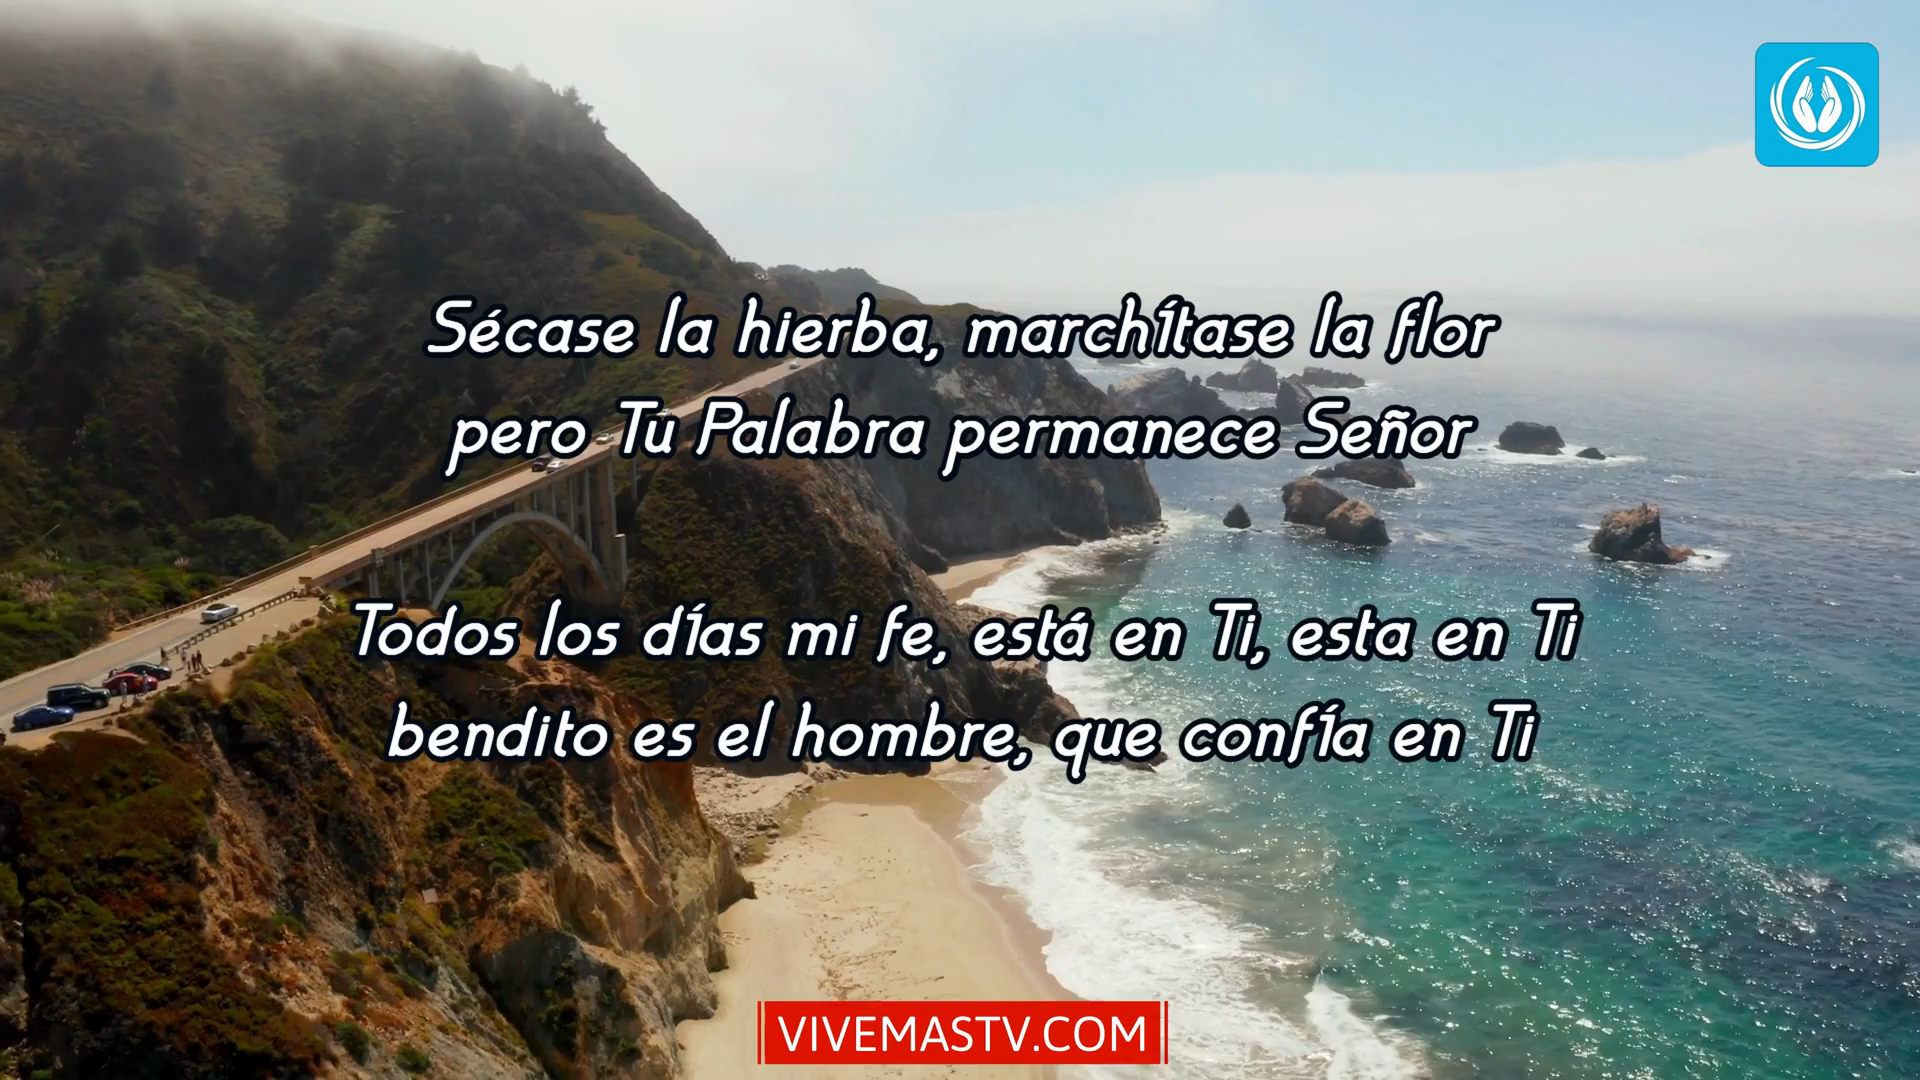 Sécase la hierba, marchítase la flor
pero Tu Palabra permanece Señor
Todos los días mi fe, está en Ti, esta en Ti
bendito es el hombre, que confía en Ti
VIVEMASTV.COM